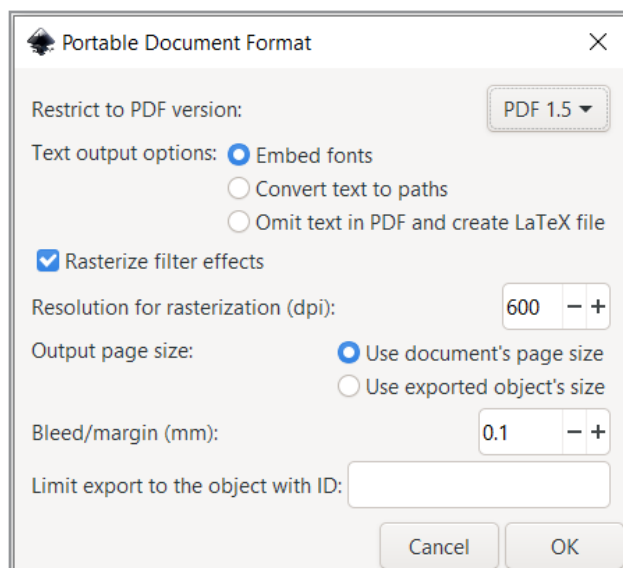 Portable Document Format
Restrict to PDF version: PDF 1.5
Text output options: Embed fonts
Convert text to paths
Omit text in PDF and create LaTeX file
Rasterize filter effects
Resolution for rasterization (dpi): 600
Output page size: Use document's page size
Use exported object's size
Bleed/margin (mm): 0.1
Limit export to the object with ID:
Cancel OK